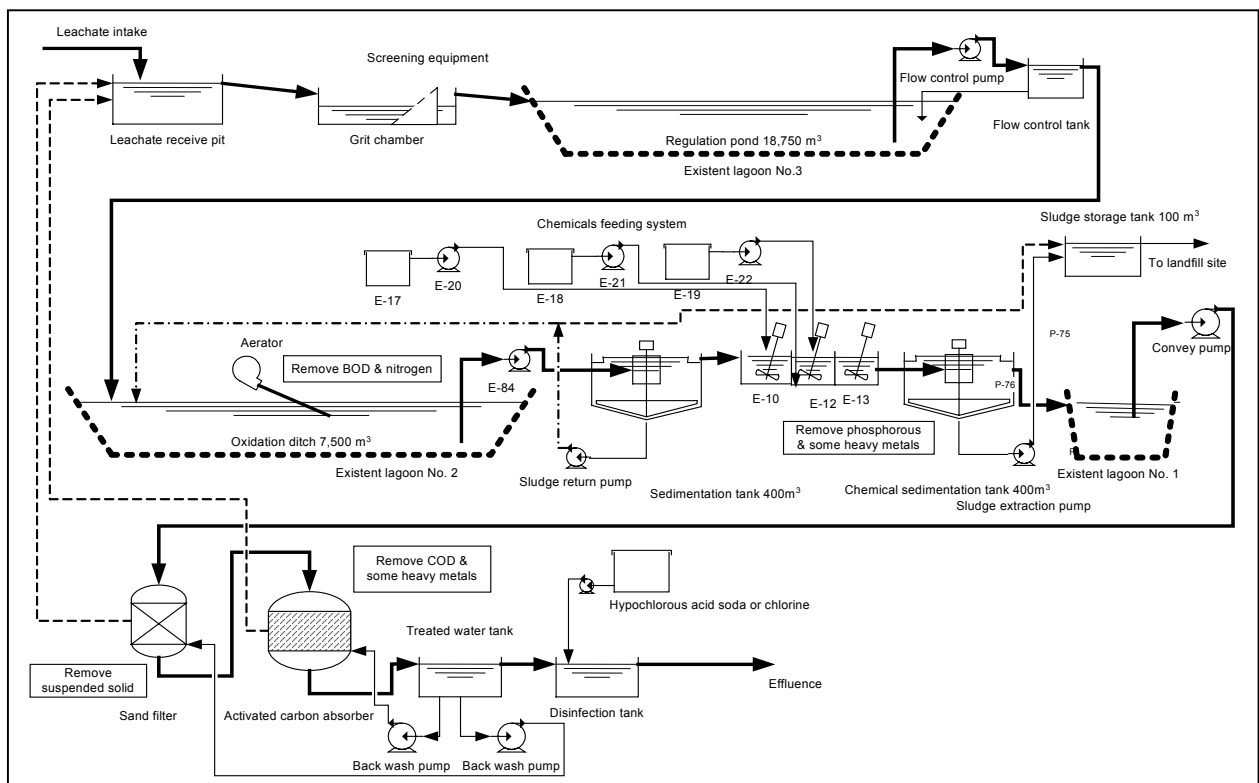 Leachate intake
Screening equipment
Flow control pump
Leachate receive pit
Grit chamber
Regulation pond 18,750 m³
Flow control tank
Existent lagoon No.3
Chemicals feeding system
Sludge storage tank 100 m³
E-17
E-20
E-18
E-21
E-19
E-22
To landfill site
P-75
Aerator
Remove BOD & nitrogen
Convey pump
E-84
E-10
E-12
E-13
P-76
Oxidation ditch 7,500 m³
Remove phosphorous
& some heavy metals
Existent lagoon No. 2
Sludge return pump
Sedimentation tank 400m³
Chemical sedimentation tank 400m³
Sludge extraction pump
Existent lagoon No. 1
Remove COD &
some heavy metals
Hypochlorous acid soda or chlorine
Treated water tank
Remove
suspended solid
Effluence
Sand filter
Activated carbon absorber
Disinfection tank
Back wash pump
Back wash pump